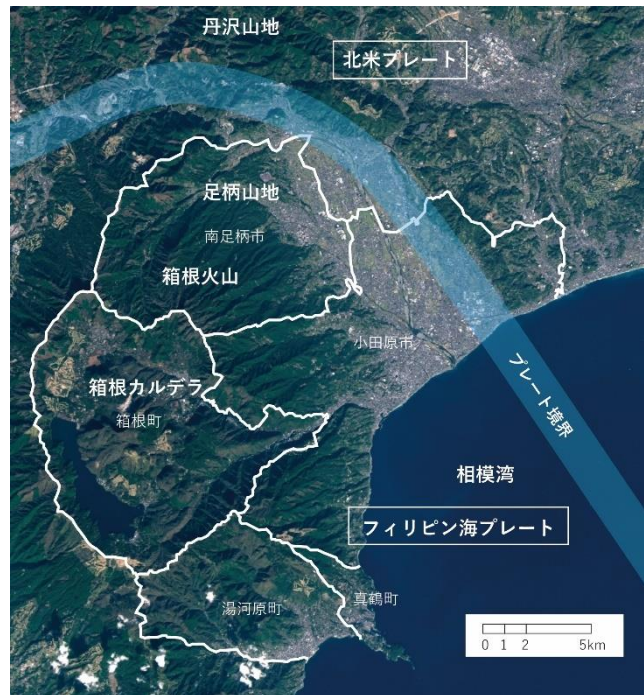 丹沢山地
北米プレート
足柄山地
南足柄市
箱根火山
小田原市
箱根カルデラ
箱根町
プレート境界
相模湾
フィリピン海プレート
湯河原町
真鶴町
0 1 2 5km